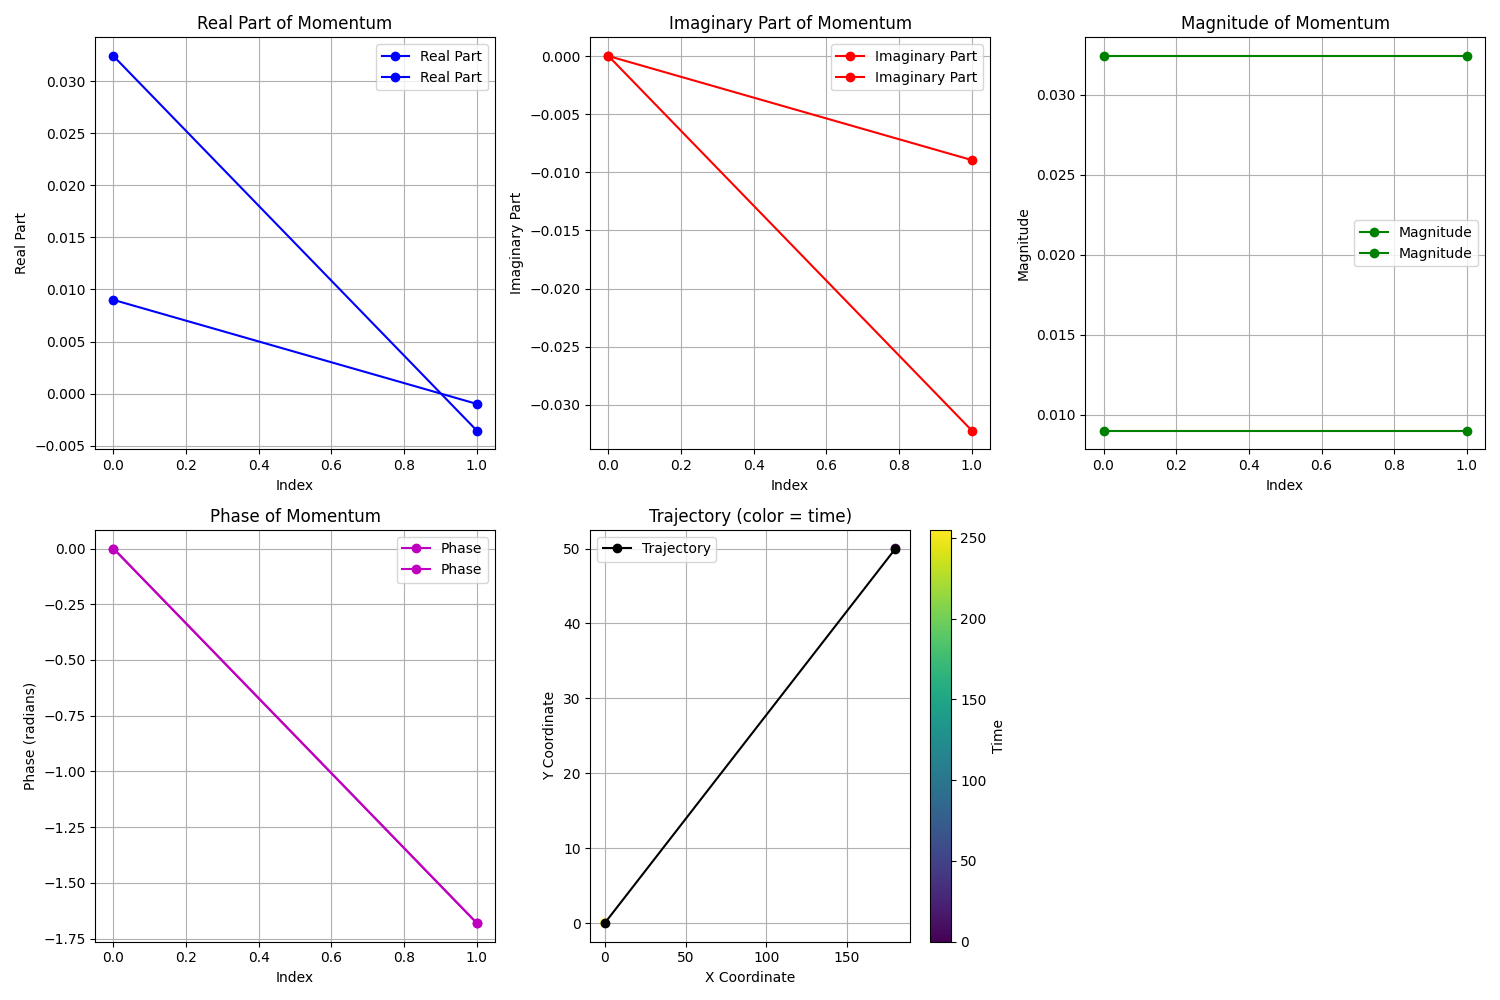 Real Part of Momentum
Real Part
Real Part
0.030
0.025
0.020
0.015
0.010
0.005
0.000
−0.005
Real Part
0.0 0.2 0.4 0.6 0.8 1.0
Index
Imaginary Part of Momentum
Imaginary Part
Imaginary Part
0.000
−0.005
−0.010
−0.015
−0.020
−0.025
−0.030
Imaginary Part
0.0 0.2 0.4 0.6 0.8 1.0
Index
Magnitude of Momentum
Magnitude
Magnitude
0.030
0.025
0.020
0.015
0.010
Magnitude
0.0 0.2 0.4 0.6 0.8 1.0
Index
Phase of Momentum
Phase
Phase
0.00
−0.25
−0.50
−0.75
−1.00
−1.25
−1.50
−1.75
Phase (radians)
0.0 0.2 0.4 0.6 0.8 1.0
Index
Trajectory (color = time)
Trajectory
50
40
30
20
10
0
Y Coordinate
0 50 100 150
X Coordinate
250
200
150
100
50
0
Time